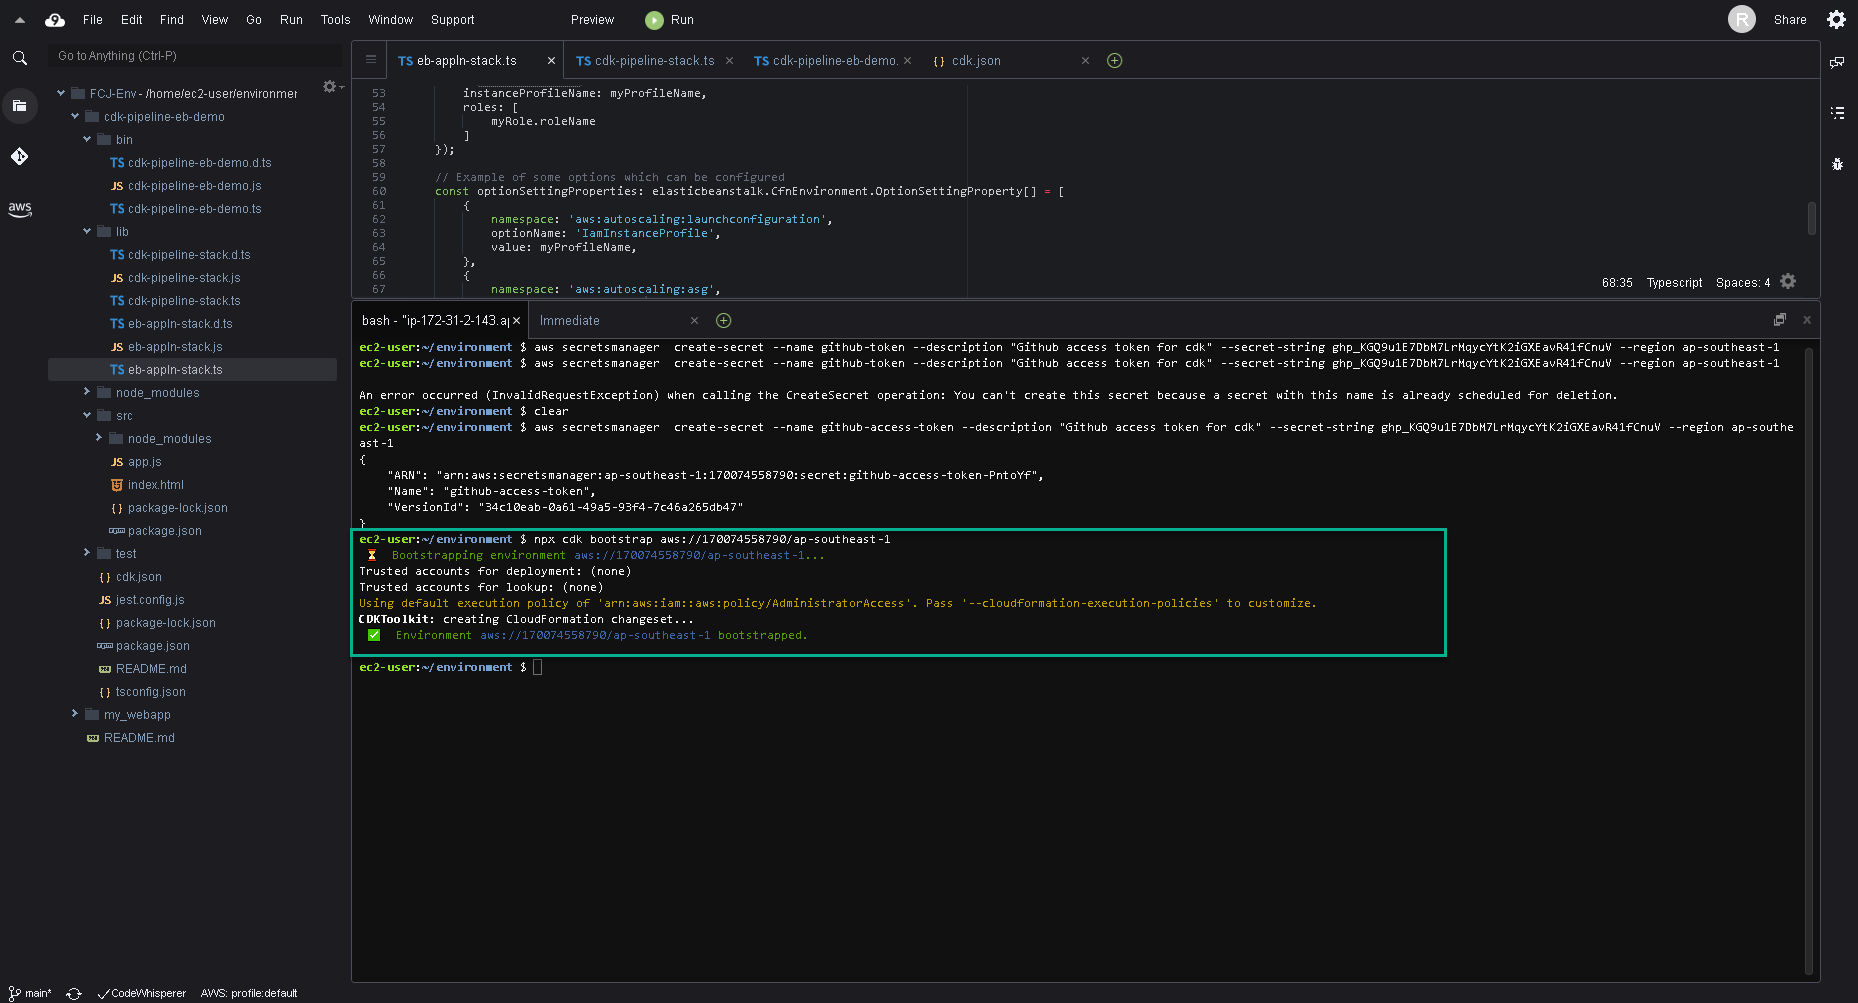 File Edit Find View Go Run Tools Window Support Preview Run R Share
Go to Anything (Ctrl-P)
TS eb-appln-stack.ts × TS cdk-pipeline-stack.ts × TS cdk-pipeline-eb-demo. × {} cdk.json ×
FCJ-Env - /home/ec2-user/environmer
cdk-pipeline-eb-demo
bin
TS cdk-pipeline-eb-demo.d.ts
JS cdk-pipeline-eb-demo.js
TS cdk-pipeline-eb-demo.ts
aws
lib
TS cdk-pipeline-stack.d.ts
JS cdk-pipeline-stack.js
TS cdk-pipeline-stack.ts
TS eb-appln-stack.d.ts
JS eb-appln-stack.js
TS eb-appln-stack.ts
node_modules
src
node_modules
JS app.js
index.html
{} package-lock.json
package.json
test
{} cdk.json
JS jest.config.js
{} package-lock.json
package.json
README.md
{} tsconfig.json
my_webapp
README.md
53 instanceProfileName: myProfileName,
54 roles: [
55 myRole.roleName
56 ]
57 });
58
59 // Example of some options which can be configured
60 const optionSettingProperties: elasticbeanstalk.CfnEnvironment.OptionSettingProperty[] = [
61 {
62 namespace: 'aws:autoscaling:launchconfiguration',
63 optionName: 'IamInstanceProfile',
64 value: myProfileName,
65 },
66 {
67 namespace: 'aws:autoscaling:asg',
68:35 Typescript Spaces: 4
bash - "ip-172-31-2-143.ap × Immediate ×
ec2-user:~/environment $ aws secretsmanager  create-secret --name github-token --description "Github access token for cdk" --secret-string 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 --region ap-southeast-1
ec2-user:~/environment $ aws secretsmanager  create-secret --name github-token --description "Github access token for cdk" --secret-string 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 --region ap-southeast-1
An error occurred (InvalidRequestException) when calling the CreateSecret operation: You can't create this secret because a secret with this name is already scheduled for deletion.
ec2-user:~/environment $ clear
ec2-user:~/environment $ aws secretsmanager  create-secret --name github-access-token --description "Github access token for cdk" --secret-string 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 --region ap-southe
ast-1
{
"ARN": "arn:aws:secretsmanager:ap-southeast-1:170074558790:secret:github-access-token-PntoYf",
"Name": "github-access-token",
"VersionId": "34c10eab-0a61-49a5-93f4-7c46a265db47"
}
ec2-user:~/environment $ npx cdk bootstrap aws://170074558790/ap-southeast-1
⏳ Bootstrapping environment aws://170074558790/ap-southeast-1...
Trusted accounts for deployment: (none)
Trusted accounts for lookup: (none)
Using default execution policy of 'arn:aws:iam::aws:policy/AdministratorAccess'. Pass '--cloudformation-execution-policies' to customize.
CDKToolkit: creating CloudFormation changeset...
✅ Environment aws://170074558790/ap-southeast-1 bootstrapped.
ec2-user:~/environment $
main* CodeWhisperer AWS: profile:default